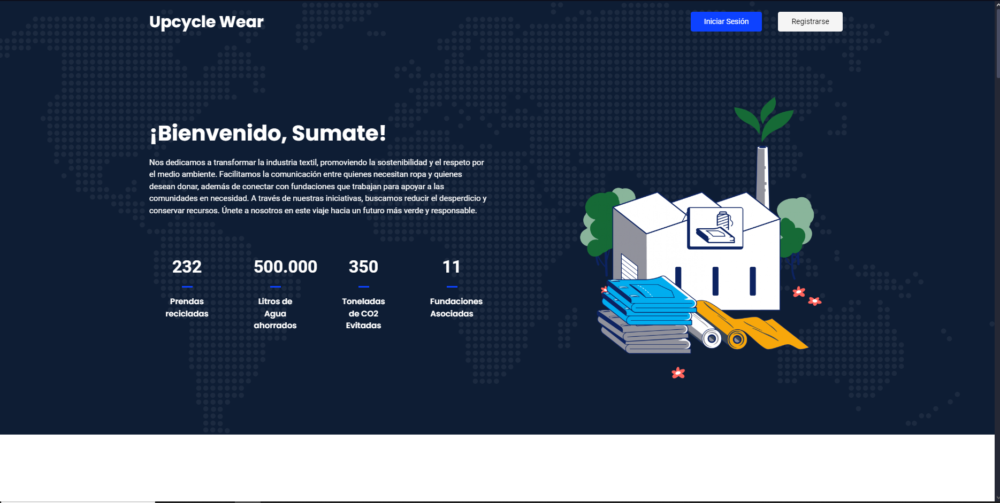 Upcycle Wear
Iniciar Sesión
Registrarse
¡Bienvenido, Sumate!
Nos dedicamos a transformar la industria textil, promoviendo la sostenibilidad y el respeto por
el medio ambiente. Facilitamos la comunicación entre quienes necesitan ropa y quienes
desean donar, además de conectar con fundaciones que trabajan para apoyar a las
comunidades en necesidad. A través de nuestras iniciativas, buscamos reducir el desperdicio y
conservar recursos. Únete a nosotros en este viaje hacia un futuro más verde y responsable.
232
Prendas
recicladas
500.000
Litros de
Agua
ahorrados
350
Toneladas
de CO2
Evitadas
11
Fundaciones
Asociadas